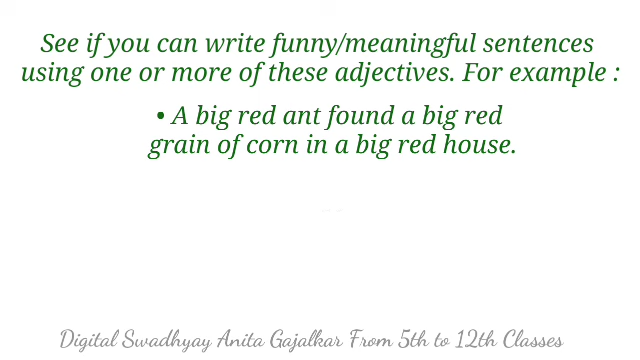 See if you can write funny/meaningful sentences
using one or more of these adjectives. For example :
• A big red ant found a big red
grain of corn in a big red house.
Digital Swadhyay Anita Gajalkar From 5th to 12th Classes